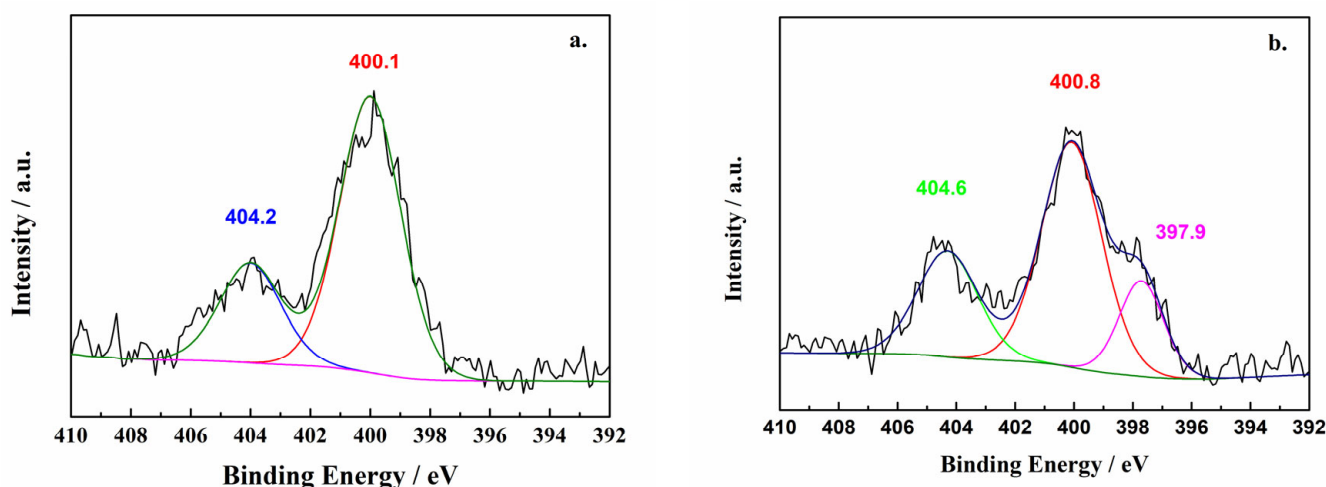 a.
400.1
404.2
Intensity / a.u.
410 408 406 404 402 400 398 396 394 392
Binding Energy / eV
b.
400.8
404.6
397.9
Intensity / a.u.
410 408 406 404 402 400 398 396 394 392
Binding Energy / eV